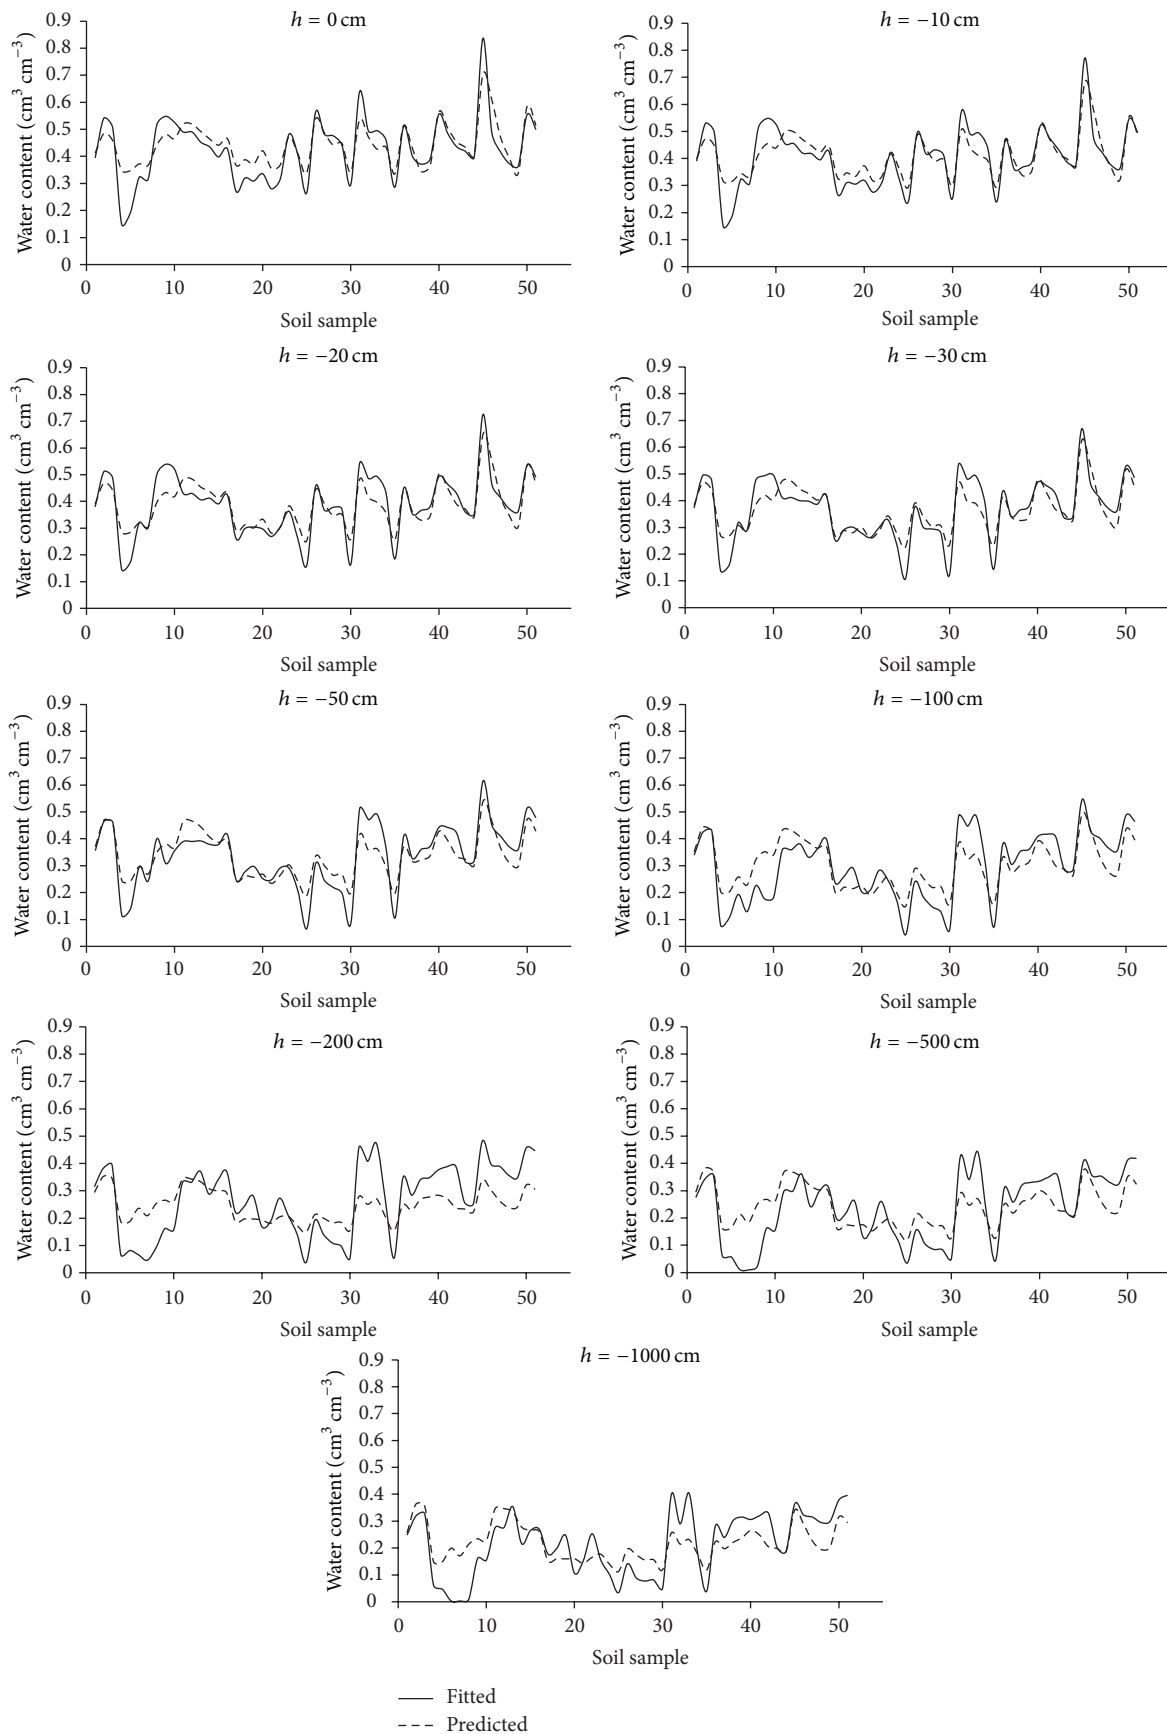 h = 0 cm
Water content (cm³ cm⁻³)
0.9
0.8
0.7
0.6
0.5
0.4
0.3
0.2
0.1
0
0 10 20 30 40 50
Soil sample
h = −10 cm
Water content (cm³ cm⁻³)
0.9
0.8
0.7
0.6
0.5
0.4
0.3
0.2
0.1
0
0 10 20 30 40 50
Soil sample
h = −20 cm
Water content (cm³ cm⁻³)
0.9
0.8
0.7
0.6
0.5
0.4
0.3
0.2
0.1
0
0 10 20 30 40 50
Soil sample
h = −30 cm
Water content (cm³ cm⁻³)
0.9
0.8
0.7
0.6
0.5
0.4
0.3
0.2
0.1
0
0 10 20 30 40 50
Soil sample
h = −50 cm
Water content (cm³ cm⁻³)
0.9
0.8
0.7
0.6
0.5
0.4
0.3
0.2
0.1
0
0 10 20 30 40 50
Soil sample
h = −100 cm
Water content (cm³ cm⁻³)
0.9
0.8
0.7
0.6
0.5
0.4
0.3
0.2
0.1
0
0 10 20 30 40 50
Soil sample
h = −200 cm
Water content (cm³ cm⁻³)
0.9
0.8
0.7
0.6
0.5
0.4
0.3
0.2
0.1
0
0 10 20 30 40 50
Soil sample
h = −500 cm
Water content (cm³ cm⁻³)
0.9
0.8
0.7
0.6
0.5
0.4
0.3
0.2
0.1
0
0 10 20 30 40 50
Soil sample
h = −1000 cm
Water content (cm³ cm⁻³)
0.9
0.8
0.7
0.6
0.5
0.4
0.3
0.2
0.1
0
0 10 20 30 40 50
Soil sample
Fitted
Predicted